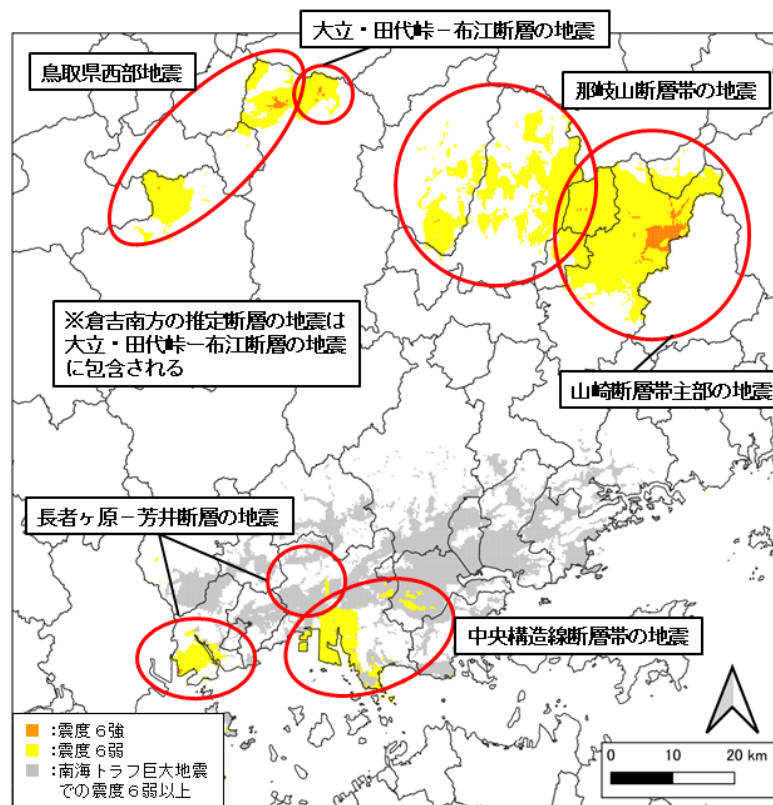 大立・田代峠－布江断層の地震
鳥取県西部地震
那岐山断層帯の地震
※倉吉南方の推定断層の地震は
大立・田代峠ー布江断層の地震
に包含される
山崎断層帯主部の地震
長者ヶ原－芳井断層の地震
中央構造線断層帯の地震
:震度６強
:震度６弱
:南海トラフ巨大地震
での震度６弱以上
0 10 20 km